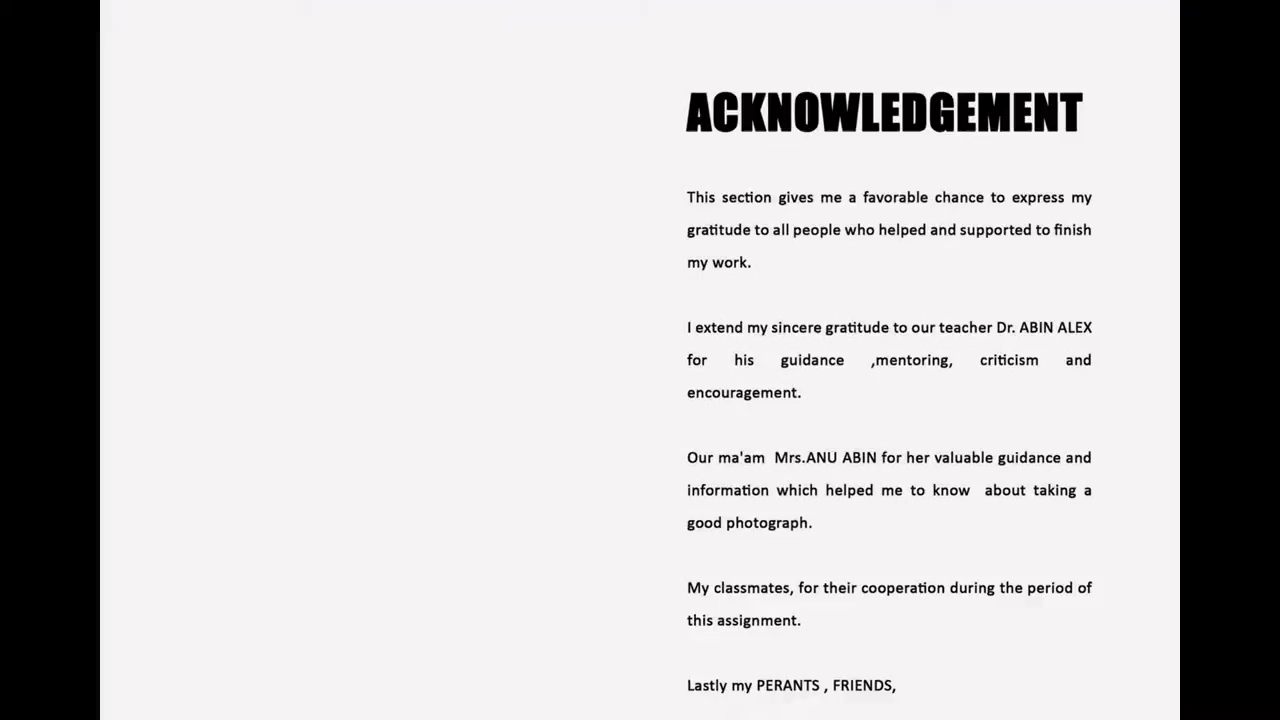 ACKNOWLEDGEMENT
This section gives me a favorable chance to express my
gratitude to all people who helped and supported to finish
my work.
I extend my sincere gratitude to our teacher Dr. ABIN ALEX
for his guidance ,mentoring, criticism and
encouragement.
Our ma'am  Mrs.ANU ABIN for her valuable guidance and
information which helped me to know  about taking a
good photograph.
My classmates, for their cooperation during the period of
this assignment.
Lastly my PERANTS , FRIENDS,